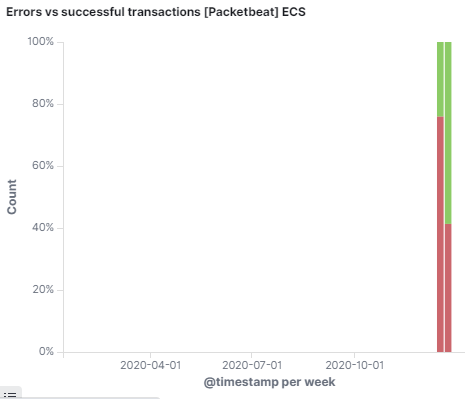 Errors vs successful transactions [Packetbeat] ECS
100%
80%
60%
40%
20%
0%
Count
2020-04-01 2020-07-01 2020-10-01
@timestamp per week